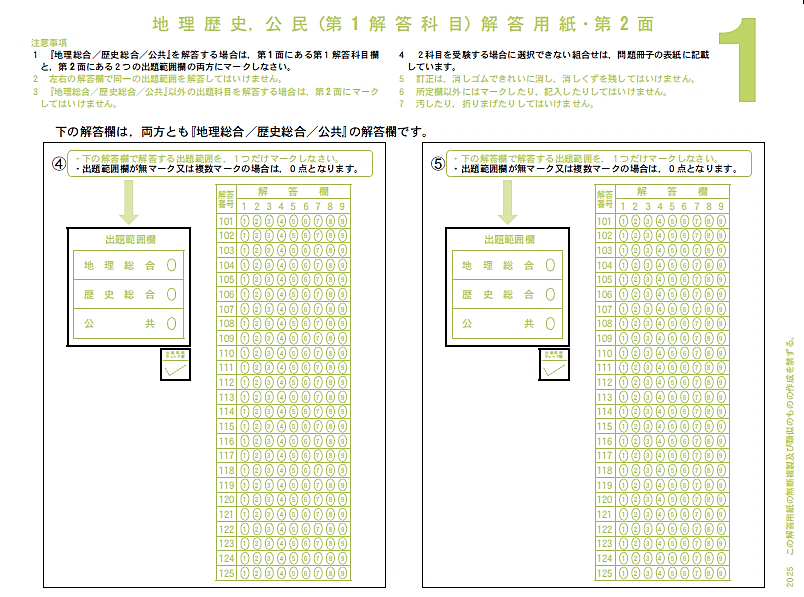 地理歴史，公民（第1解答科目）解答用紙・第2面
1
注意事項
1 『地理総合／歴史総合／公共』を解答する場合は，第1面にある第1解答科目欄
と，第2面にある2つの出題範囲欄の両方にマークしなさい。
2 左右の解答欄で同一の出題範囲を解答してはいけません。
3 『地理総合／歴史総合／公共』以外の出題科目を解答する場合は，第2面にマーク
してはいけません。
4 2科目を受験する場合に選択できない組合せは，問題冊子の表紙に記載
しています。
5 訂正は，消しゴムできれいに消し，消しくずを残してはいけません。
6 所定欄以外にはマークしたり，記入したりしてはいけません。
7 汚したり，折りまげたりしてはいけません。
下の解答欄は，両方とも『地理総合／歴史総合／公共』の解答欄です。
④
・下の解答欄で解答する出題範囲を，1つだけマークしなさい。
・出題範囲欄が無マーク又は複数マークの場合は，0点となります。
出題範囲欄
地理総合
歴史総合
公共
解答番号 解答欄
1 2 3 4 5 6 7 8 9
101 ① ② ③ ④ ⑤ ⑥ ⑦ ⑧ ⑨
102 ① ② ③ ④ ⑤ ⑥ ⑦ ⑧ ⑨
103 ① ② ③ ④ ⑤ ⑥ ⑦ ⑧ ⑨
104 ① ② ③ ④ ⑤ ⑥ ⑦ ⑧ ⑨
105 ① ② ③ ④ ⑤ ⑥ ⑦ ⑧ ⑨
106 ① ② ③ ④ ⑤ ⑥ ⑦ ⑧ ⑨
107 ① ② ③ ④ ⑤ ⑥ ⑦ ⑧ ⑨
108 ① ② ③ ④ ⑤ ⑥ ⑦ ⑧ ⑨
109 ① ② ③ ④ ⑤ ⑥ ⑦ ⑧ ⑨
110 ① ② ③ ④ ⑤ ⑥ ⑦ ⑧ ⑨
111 ① ② ③ ④ ⑤ ⑥ ⑦ ⑧ ⑨
112 ① ② ③ ④ ⑤ ⑥ ⑦ ⑧ ⑨
113 ① ② ③ ④ ⑤ ⑥ ⑦ ⑧ ⑨
114 ① ② ③ ④ ⑤ ⑥ ⑦ ⑧ ⑨
115 ① ② ③ ④ ⑤ ⑥ ⑦ ⑧ ⑨
116 ① ② ③ ④ ⑤ ⑥ ⑦ ⑧ ⑨
117 ① ② ③ ④ ⑤ ⑥ ⑦ ⑧ ⑨
118 ① ② ③ ④ ⑤ ⑥ ⑦ ⑧ ⑨
119 ① ② ③ ④ ⑤ ⑥ ⑦ ⑧ ⑨
120 ① ② ③ ④ ⑤ ⑥ ⑦ ⑧ ⑨
121 ① ② ③ ④ ⑤ ⑥ ⑦ ⑧ ⑨
122 ① ② ③ ④ ⑤ ⑥ ⑦ ⑧ ⑨
123 ① ② ③ ④ ⑤ ⑥ ⑦ ⑧ ⑨
124 ① ② ③ ④ ⑤ ⑥ ⑦ ⑧ ⑨
125 ① ② ③ ④ ⑤ ⑥ ⑦ ⑧ ⑨
⑤
・下の解答欄で解答する出題範囲を，1つだけマークしなさい。
・出題範囲欄が無マーク又は複数マークの場合は，0点となります。
出題範囲欄
地理総合
歴史総合
公共
解答番号 解答欄
1 2 3 4 5 6 7 8 9
101 ① ② ③ ④ ⑤ ⑥ ⑦ ⑧ ⑨
102 ① ② ③ ④ ⑤ ⑥ ⑦ ⑧ ⑨
103 ① ② ③ ④ ⑤ ⑥ ⑦ ⑧ ⑨
104 ① ② ③ ④ ⑤ ⑥ ⑦ ⑧ ⑨
105 ① ② ③ ④ ⑤ ⑥ ⑦ ⑧ ⑨
106 ① ② ③ ④ ⑤ ⑥ ⑦ ⑧ ⑨
107 ① ② ③ ④ ⑤ ⑥ ⑦ ⑧ ⑨
108 ① ② ③ ④ ⑤ ⑥ ⑦ ⑧ ⑨
109 ① ② ③ ④ ⑤ ⑥ ⑦ ⑧ ⑨
110 ① ② ③ ④ ⑤ ⑥ ⑦ ⑧ ⑨
111 ① ② ③ ④ ⑤ ⑥ ⑦ ⑧ ⑨
112 ① ② ③ ④ ⑤ ⑥ ⑦ ⑧ ⑨
113 ① ② ③ ④ ⑤ ⑥ ⑦ ⑧ ⑨
114 ① ② ③ ④ ⑤ ⑥ ⑦ ⑧ ⑨
115 ① ② ③ ④ ⑤ ⑥ ⑦ ⑧ ⑨
116 ① ② ③ ④ ⑤ ⑥ ⑦ ⑧ ⑨
117 ① ② ③ ④ ⑤ ⑥ ⑦ ⑧ ⑨
118 ① ② ③ ④ ⑤ ⑥ ⑦ ⑧ ⑨
119 ① ② ③ ④ ⑤ ⑥ ⑦ ⑧ ⑨
120 ① ② ③ ④ ⑤ ⑥ ⑦ ⑧ ⑨
121 ① ② ③ ④ ⑤ ⑥ ⑦ ⑧ ⑨
122 ① ② ③ ④ ⑤ ⑥ ⑦ ⑧ ⑨
123 ① ② ③ ④ ⑤ ⑥ ⑦ ⑧ ⑨
124 ① ② ③ ④ ⑤ ⑥ ⑦ ⑧ ⑨
125 ① ② ③ ④ ⑤ ⑥ ⑦ ⑧ ⑨
2025 この解答用紙の無断複製及び類似のものの作成を禁ずる。